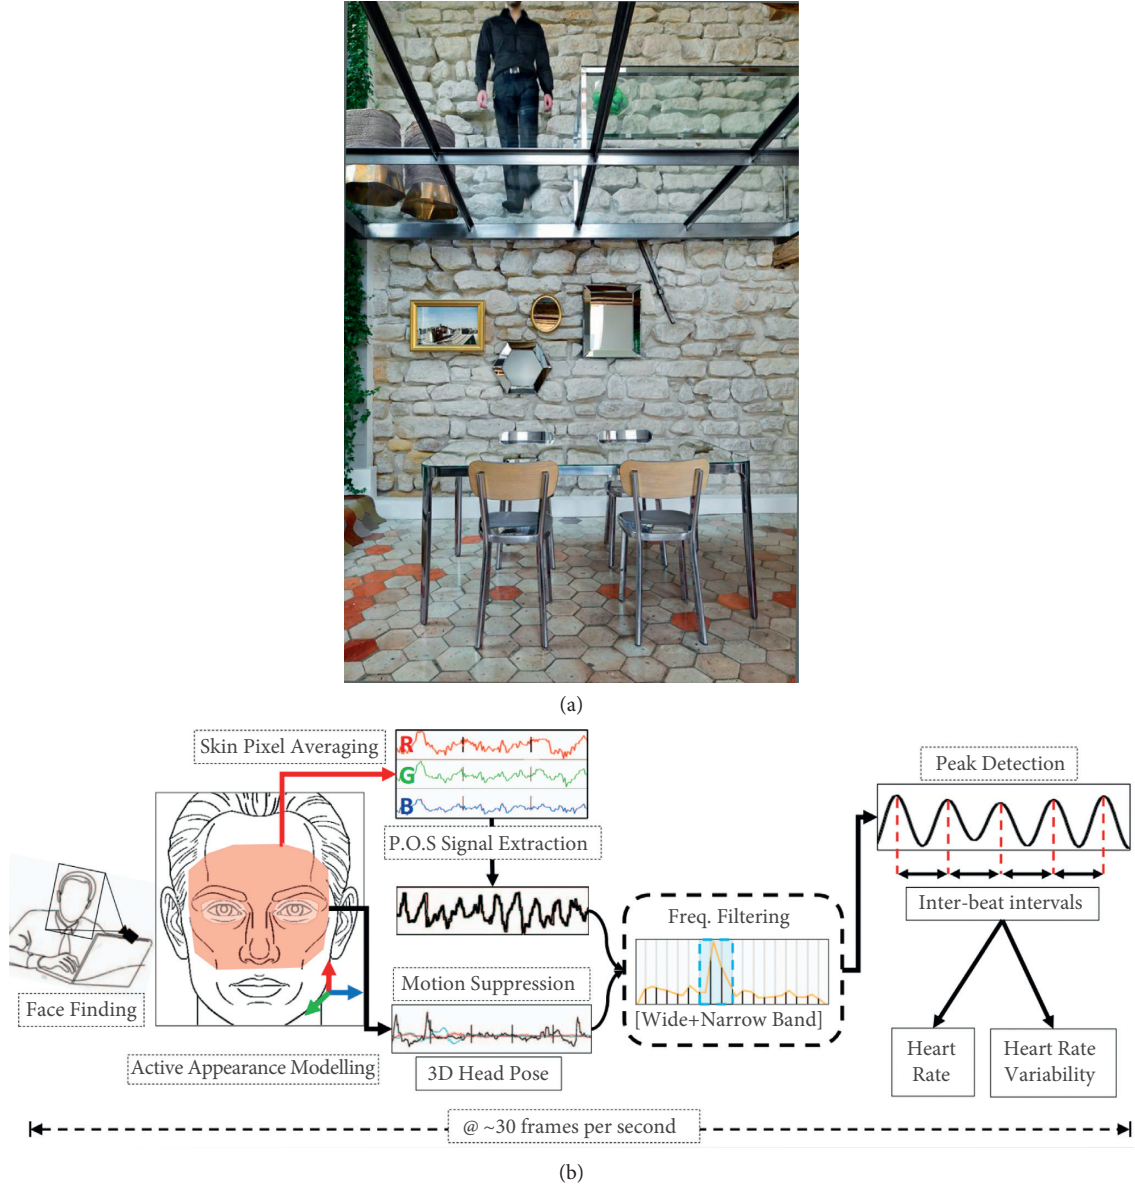 (a)
Skin Pixel Averaging
R
G
B
P.O.S Signal Extraction
Peak Detection
Freq. Filtering
Inter-beat intervals
Face Finding
Motion Suppression
[Wide+Narrow Band]
Active Appearance Modelling
3D Head Pose
Heart
Rate
Heart Rate
Variability
@ ~30 frames per second
(b)